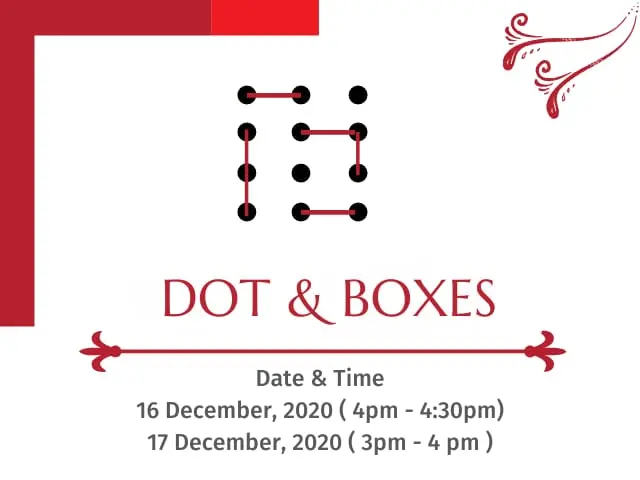 DOT & BOXES
Date & Time
16 December, 2020 ( 4pm - 4:30pm)
17 December, 2020 ( 3pm - 4 pm )